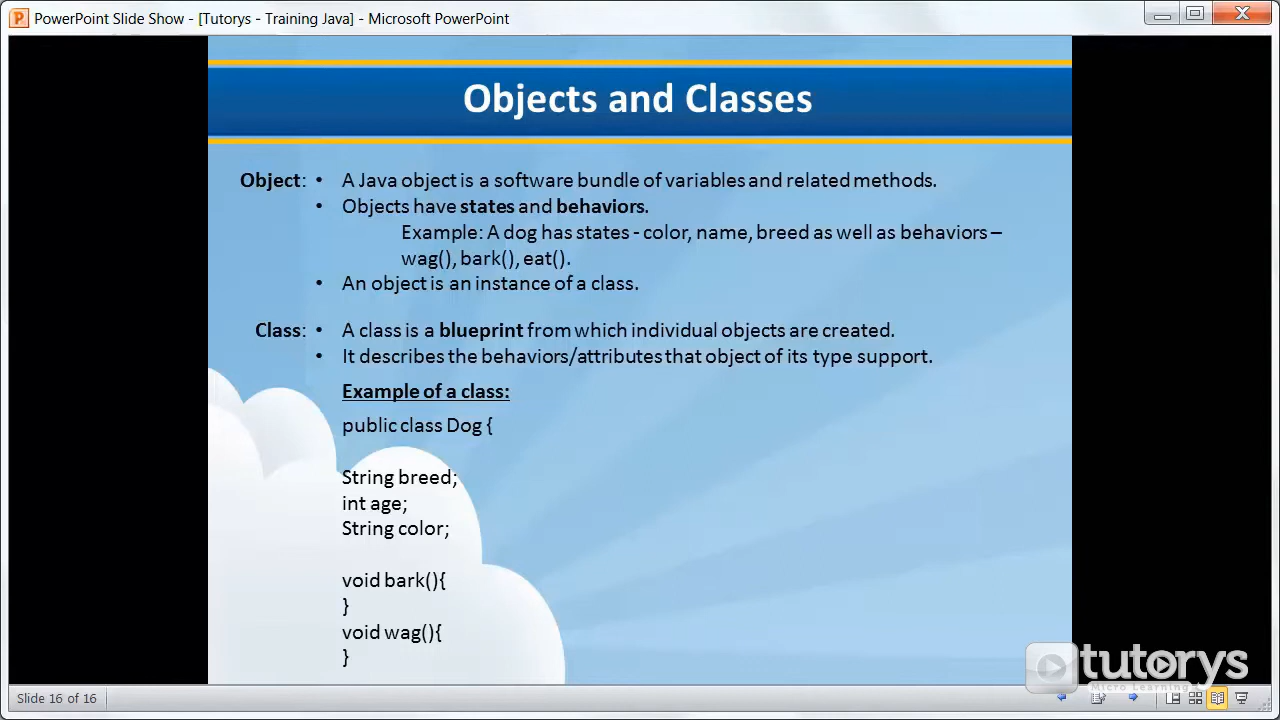 PowerPoint Slide Show - [Tutorys - Training Java] - Microsoft PowerPoint
Objects and Classes
Object: • A Java object is a software bundle of variables and related methods.
• Objects have states and behaviors.
Example: A dog has states - color, name, breed as well as behaviors –
wag(), bark(), eat().
• An object is an instance of a class.
Class: • A class is a blueprint from which individual objects are created.
• It describes the behaviors/attributes that object of its type support.
Example of a class:
public class Dog {
String breed;
int age;
String color;
void bark(){
}
void wag(){
}
tutorys
Micro Learning
Slide 16 of 16